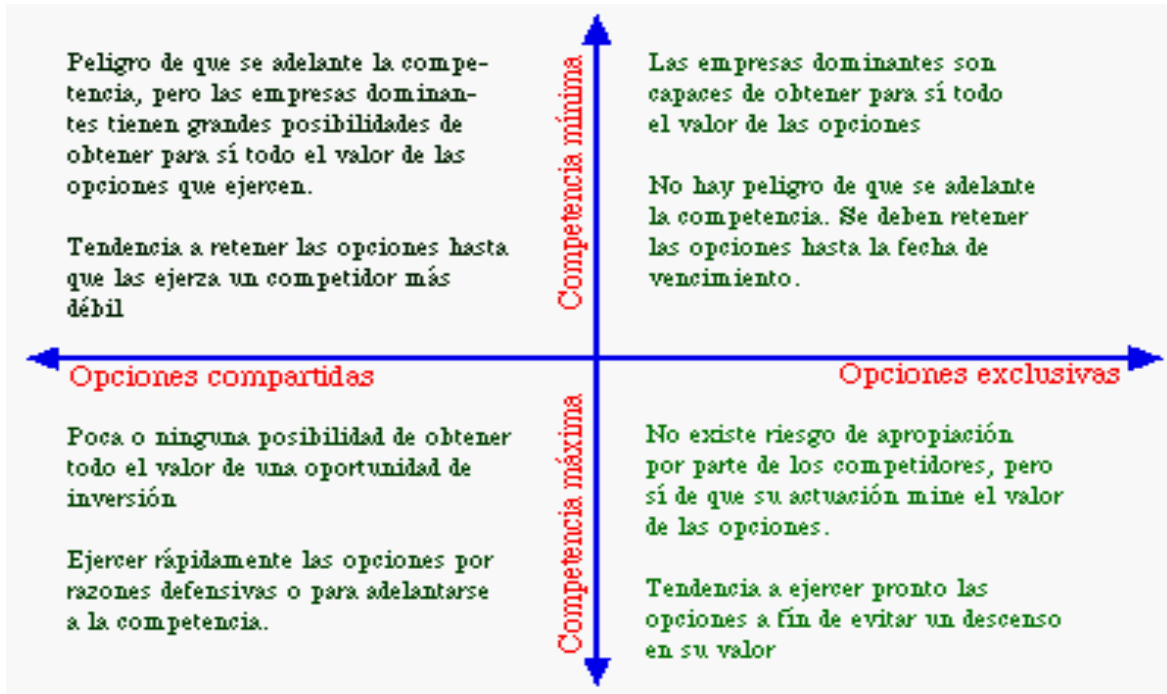 Peligro de que se adelante la compe-
tencia, pero las empresas dominan-
tes tienen grandes posibilidades de
obtener para sí todo el valor de las
opciones que ejercen.
Tendencia a retener las opciones hasta
que las ejerza un competidor más
débil
Competencia mínima
Las empresas dominantes son
capaces de obtener para sí todo
el valor de las opciones
No hay peligro de que se adelante
la competencia. Se deben retener
las opciones hasta la fecha de
vencimiento.
Opciones compartidas
Opciones exclusivas
Poca o ninguna posibilidad de obtener
todo el valor de una oportunidad de
inversión
Ejercer rápidamente las opciones por
razones defensivas o para adelantarse
a la competencia.
Competencia máxima
No existe riesgo de apropiación
por parte de los competidores, pero
sí de que su actuación mine el valor
de las opciones.
Tendencia a ejercer pronto las
opciones a fín de evitar un descenso
en su valor